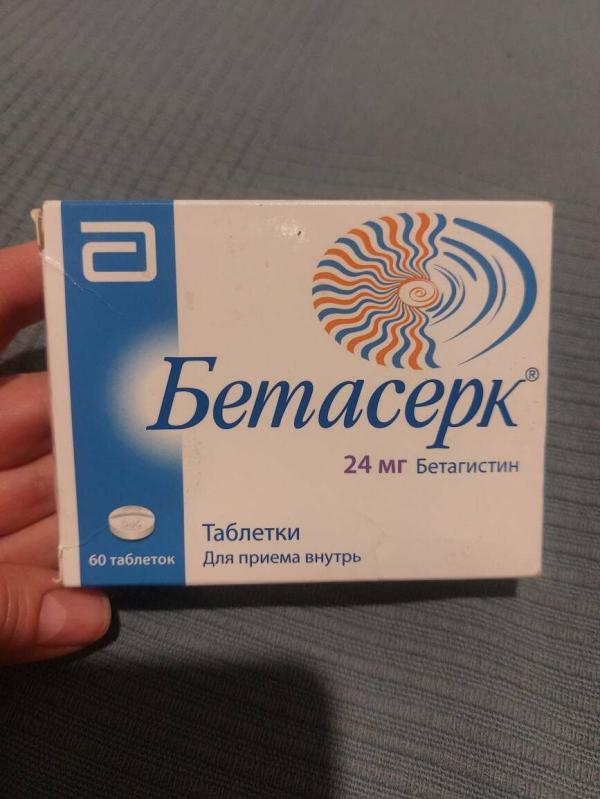 Бетасерк®
24 мг Бетагистин
Таблетки
Для приема внутрь
60 таблеток